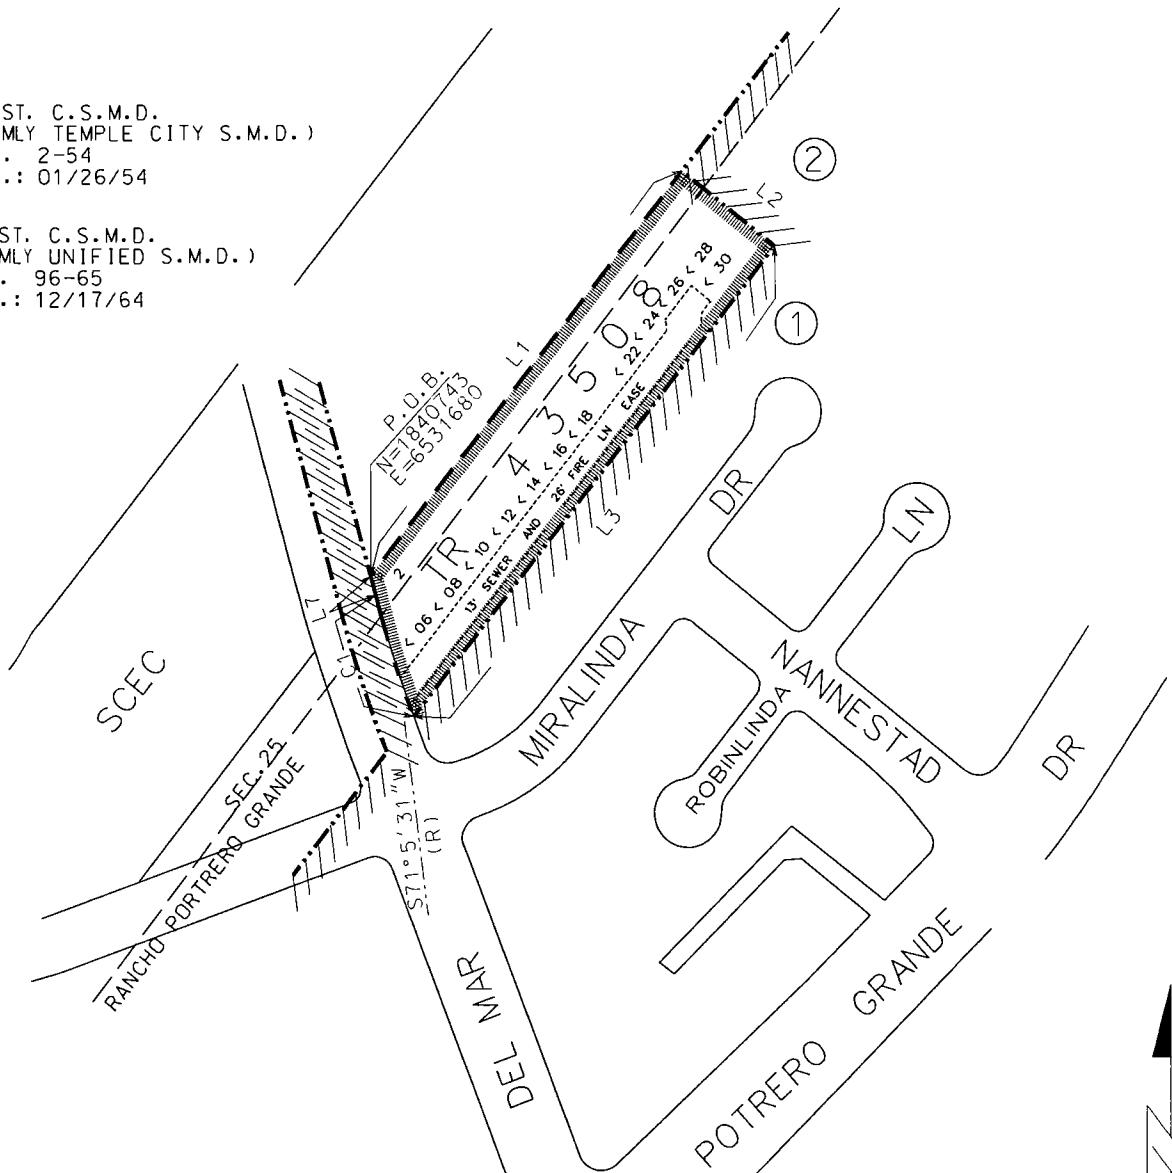 ST. C.S.M.D.
MLY TEMPLE CITY S.M.D.)
. 2-54
.: 01/26/54
ST. C.S.M.D.
MLY UNIFIED S.M.D.)
. 96-65
.: 12/17/64
2
L2
1
L1
P.O.B.
N=1840743
E=6531680
TR 43508
2
< 06 < 08 < 10 < 12 < 14 < 16 < 18
< 22 < 24 < 26 < 28
< 30
13' SEWER AND 26' FIRE LN EASE
L3
L7
C1
SCEC
SEC.25
RANCHO PORTRERO GRANDE
S71°5'31"W
(R)
MIRALINDA DR
LN
NANNESTAD
DR
ROBINLINDA
DEL MAR
POTRERO GRANDE